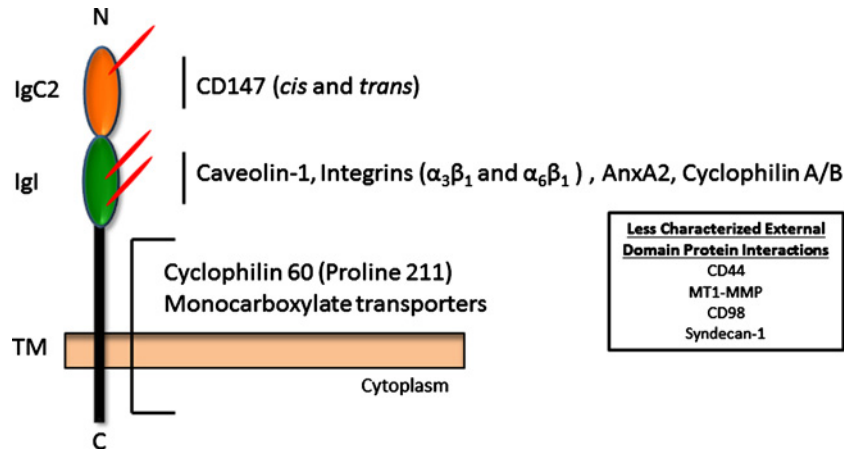 N
IgC2
CD147 (cis and trans)
IgI
Caveolin-1, Integrins (α₃β₁ and α₆β₁ ) , AnxA2, Cyclophilin A/B
Less Characterized External
Domain Protein Interactions
CD44
MT1-MMP
CD98
Syndecan-1
Cyclophilin 60 (Proline 211)
Monocarboxylate transporters
TM
Cytoplasm
C